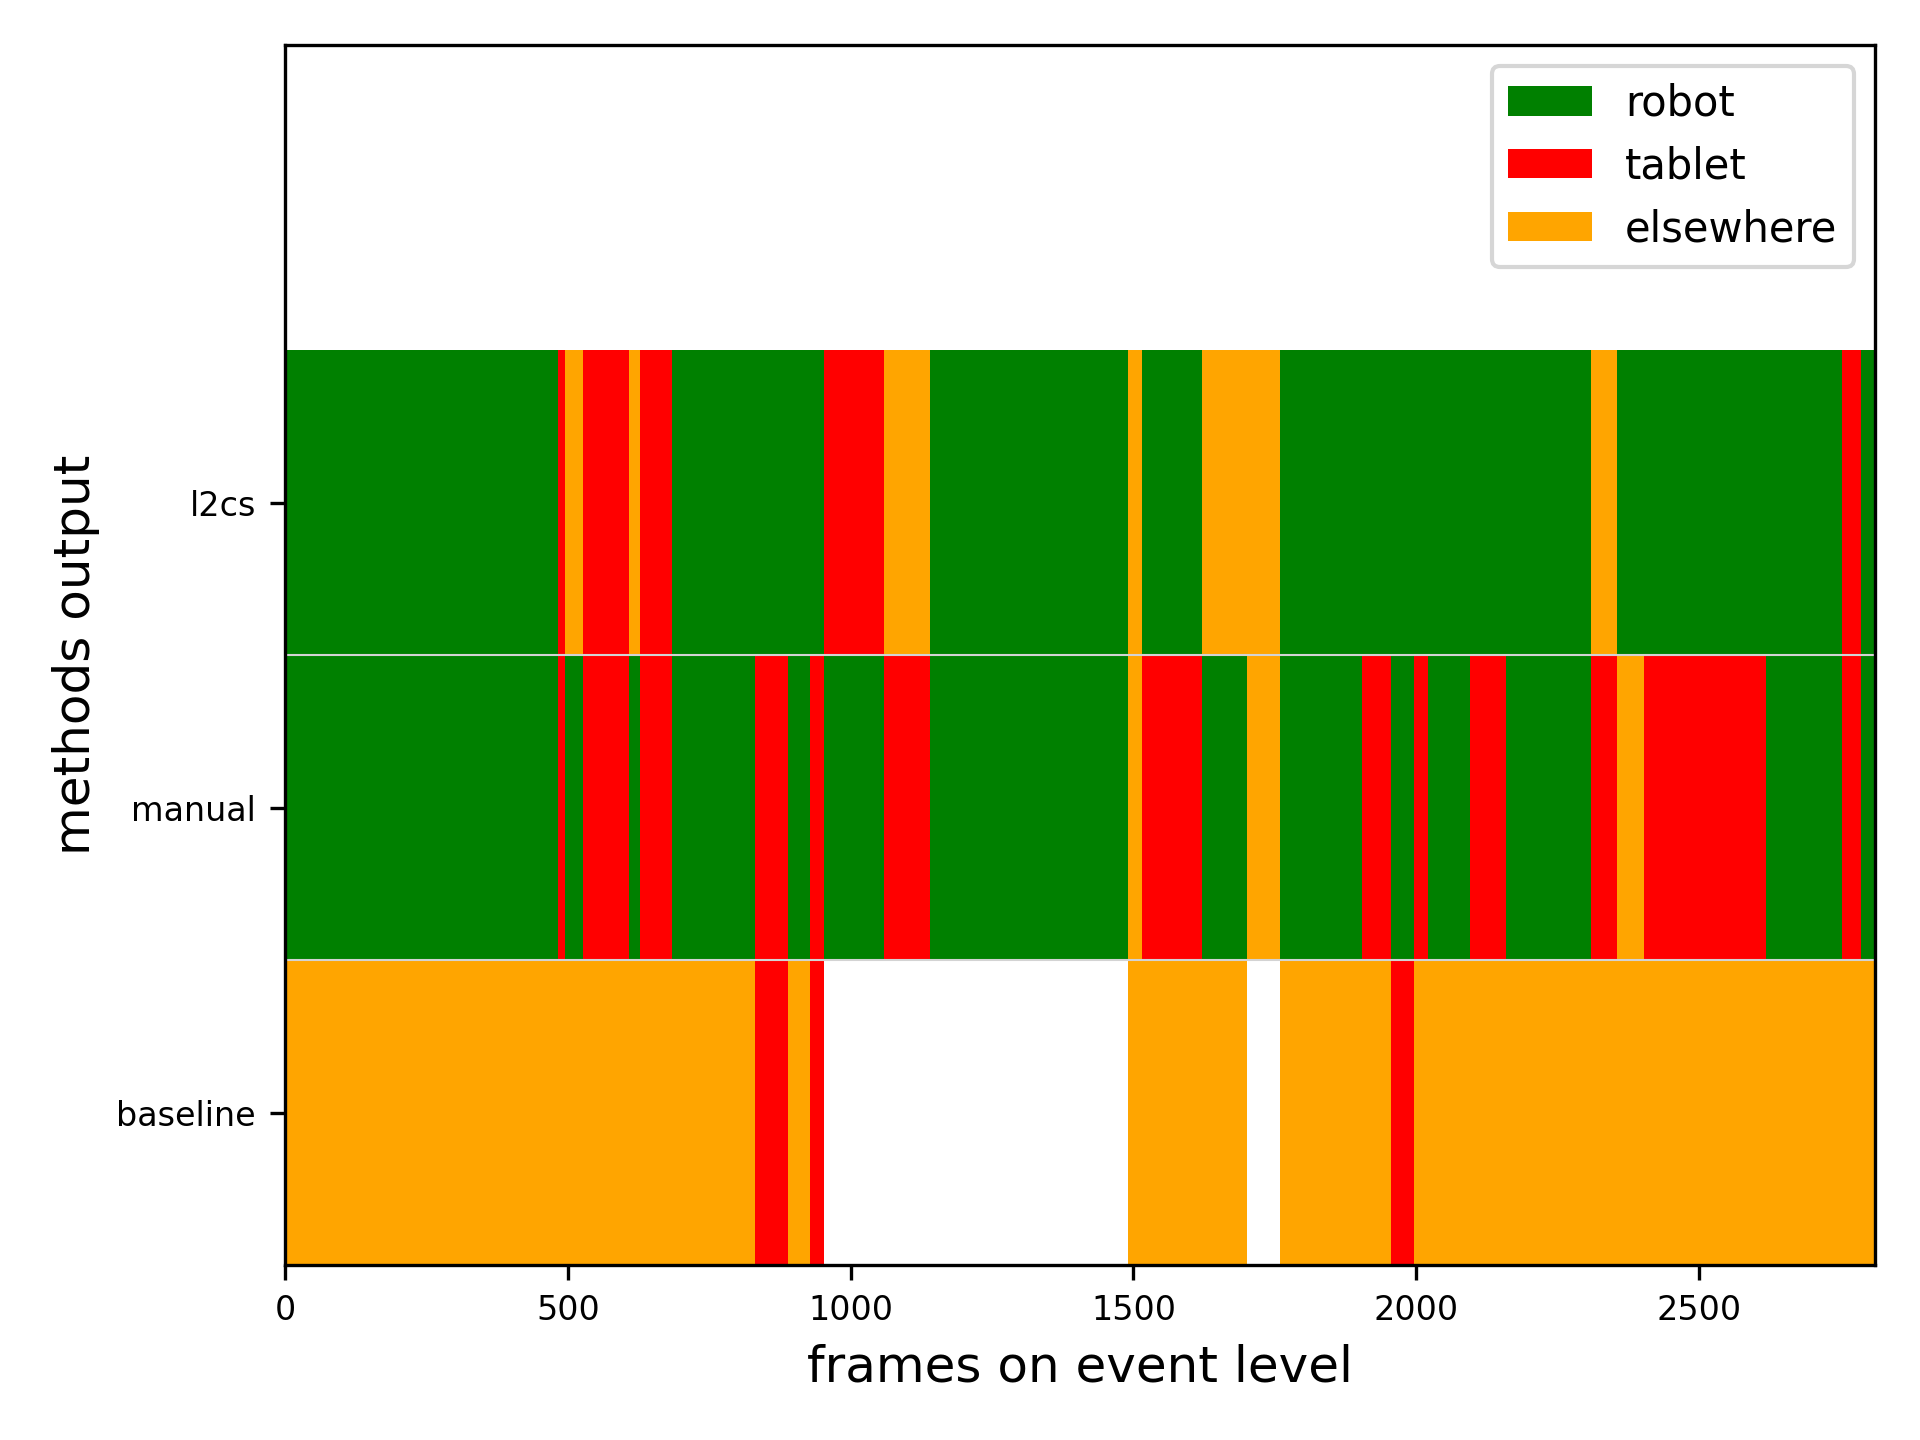 robot
tablet
elsewhere
methods output
l2cs
manual
baseline
0 500 1000 1500 2000 2500
frames on event level